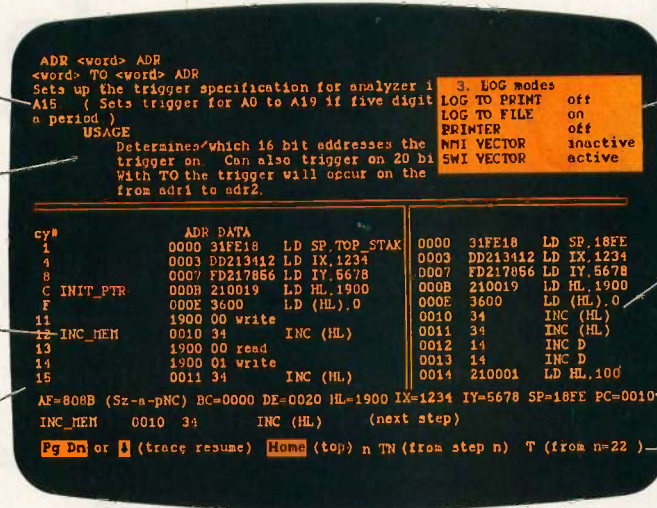 ADR <word> ADR
<word> TO <word> ADR
Sets up the trigger specification for analyzer i
A15. ( Sets trigger for A0 to A19 if five digit
a period )
USAGE
Determines which 16 bit addresses the
trigger on. Can also trigger on 20 bi
With TO the trigger will occur on the
from adr1 to adr2.
3. LOG modes
LOG TO PRINT off
LOG TO FILE on
PRINTER off
NMI VECTOR inactive
SWI VECTOR active
cy# ADR DATA
1 0000 31FE18 LD SP,TOP_STAK
4 0003 DD213412 LD IX,1234
8 0007 FD217856 LD IY,5678
C INIT_PTR 000B 210019 LD HL,1900
F 000E 3600 LD (HL),0
11 1900 00 write
12 INC_MEM 0010 34 INC (HL)
13 1900 00 read
14 1900 01 write
15 0011 34 INC (HL)
0000 31FE18 LD SP,18FE
0003 DD213412 LD IX,1234
0007 FD217856 LD IY,5678
000B 210019 LD HL,1900
000E 3600 LD (HL),0
0010 34 INC (HL)
0011 34 INC (HL)
0012 14 INC D
0013 14 INC D
0014 210001 LD HL,100
AF=808B (Sz-a-pNC) BC=0000 DE=0020 HL=1900 IX=1234 IY=5678 SP=18FE PC=0010
INC_MEM 0010 34 INC (HL) (next step)
Pg Dn or ↓ (trace resume) Home (top) n TN (from step n) T (from n=22 )